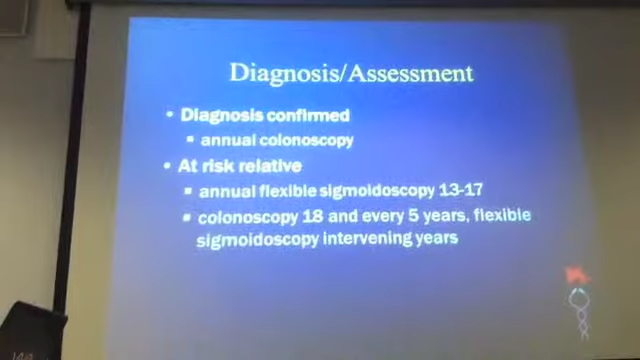 Diagnosis/Assessment
• Diagnosis confirmed
▪ annual colonoscopy
• At risk relative
▪ annual flexible sigmoidoscopy 13-17
▪ colonoscopy 18 and every 5 years, flexible
sigmoidoscopy intervening years